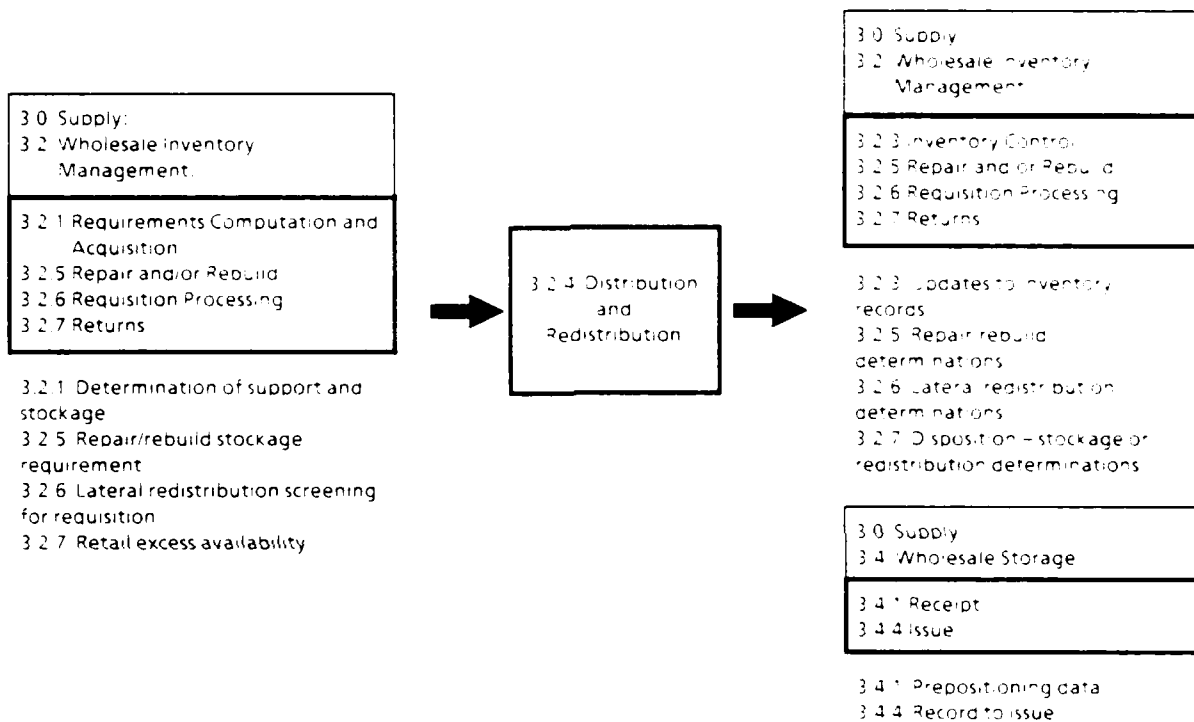 3.0 Supply:
3.2 Wholesale Inventory
Management:
3.2.1 Requirements Computation and
Acquisition
3.2.5 Repair and/or Rebuild
3.2.6 Requisition Processing
3.2.7 Returns
3.2.1 Determination of support and
stockage
3.2.5 Repair/rebuild stockage
requirement
3.2.6 Lateral redistribution screening
for requisition
3.2.7 Retail excess availability
3.2.4 Distribution
and
Redistribution
3.0 Supply
3.2 Wholesale Inventory
Management
3.2.3 Inventory Control
3.2.5 Repair and/or Rebuild
3.2.6 Requisition Processing
3.2.7 Returns
3.2.3 Updates to inventory
records
3.2.5 Repair rebuild
determinations
3.2.6 Lateral redistribution
determinations
3.2.7 Disposition – stockage or
redistribution determinations
3.0 Supply
3.4 Wholesale Storage
3.4.1 Receipt
3.4.4 Issue
3.4.1 Prepositioning data
3.4.4 Record to issue